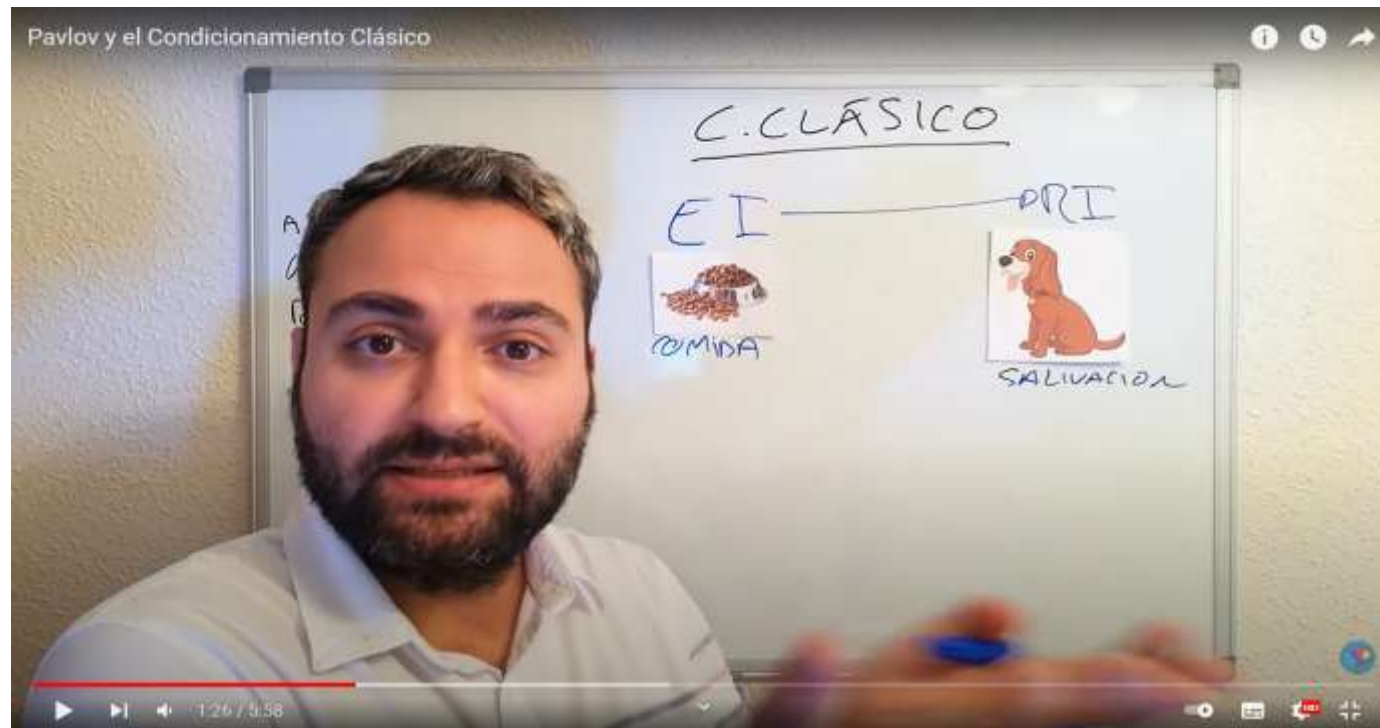 Pavlov y el Condicionamiento Clásico
C.CLÁSICO
EI RI
COMIDA
SALIVACION
1:26 / 5:58